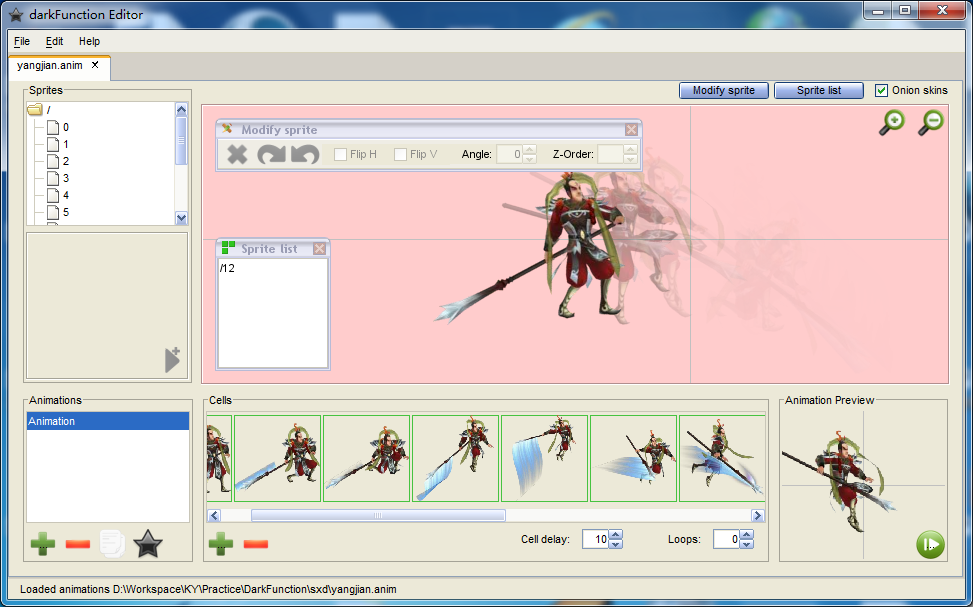 darkFunction Editor
File Edit Help
yangjian.anim
Sprites
Modify sprite Sprite list Onion skins
/
0
1
2
3
4
5
Modify sprite
Flip H Flip V Angle: 0 Z-Order:
Sprite list
/12
Animations
Animation
Cells
Cell delay: 10 Loops: 0
Animation Preview
Loaded animations D:\Workspace\KY\Practice\DarkFunction\sxd\yangjian.anim